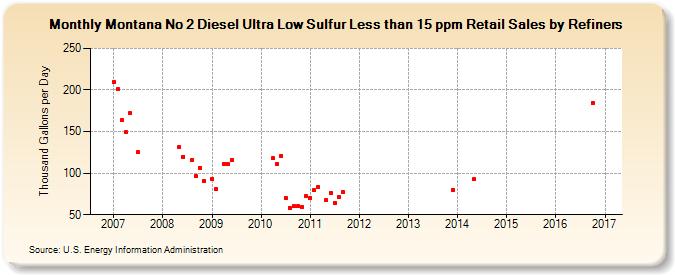 Monthly Montana No 2 Diesel Ultra Low Sulfur Less than 15 ppm Retail Sales by Refiners
Thousand Gallons per Day
250
200
150
100
50
2007 2008 2009 2010 2011 2012 2013 2014 2015 2016 2017
Source: U.S. Energy Information Administration